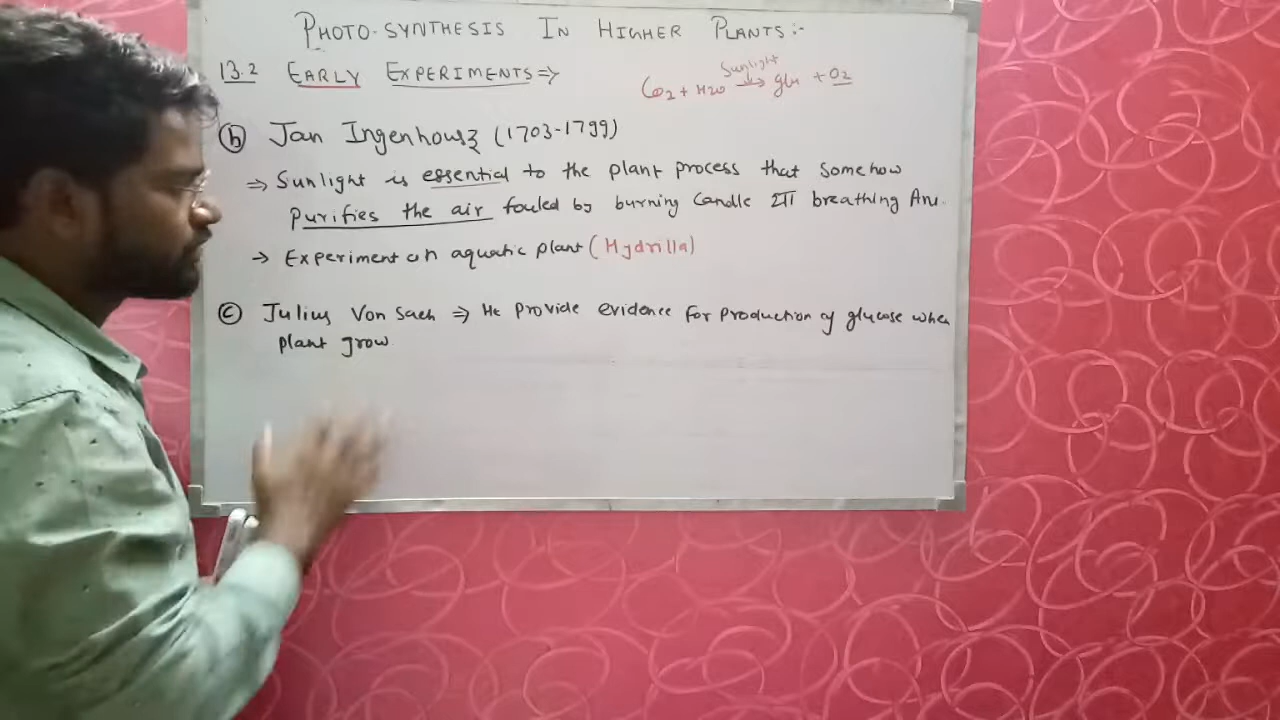 PHOTO-SYNTHESIS IN HIGHER PLANTS:-
13.2 EARLY EXPERIMENTS⇒
Sunlight
CO2 + H2O → glu + O2
(b) Jan Ingenhousz (1703-1799)
⇒ Sunlight is essential to the plant process that somehow
purifies the air fouled by burning candle या breathing Ani.
→ Experiment on aquatic plant (Hydrilla)
(c) Julius Von Sach ⇒ He provide evidence for production of glucose when
plant grow.